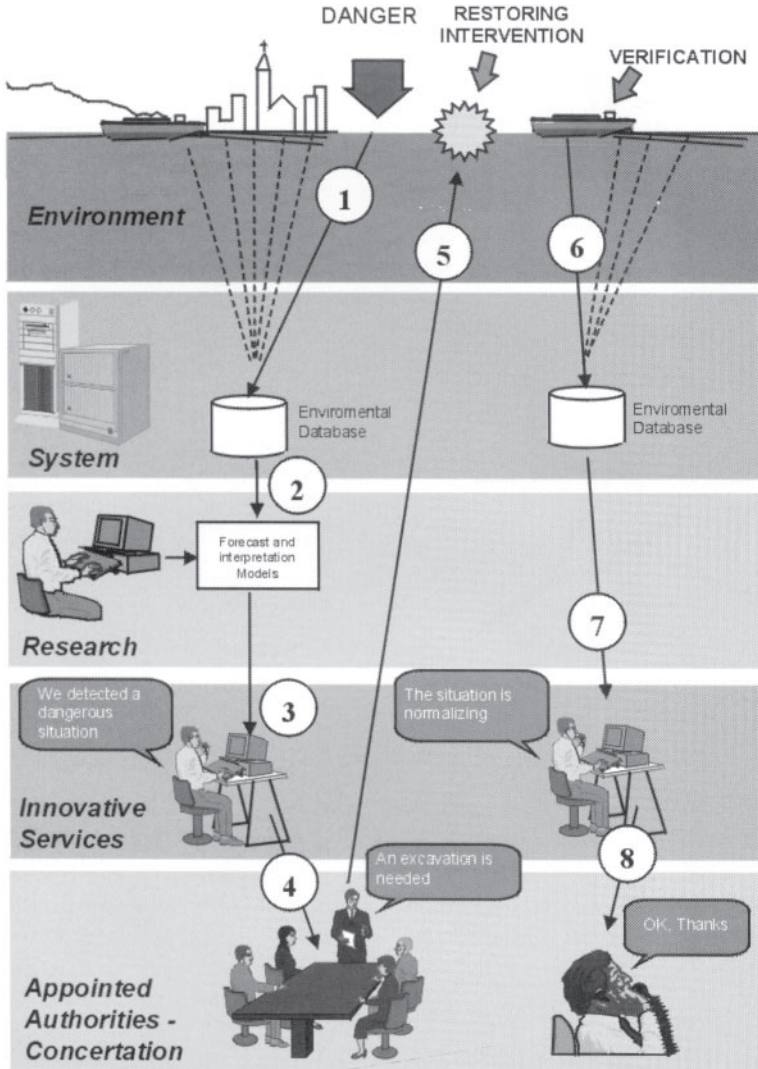 DANGER
RESTORING
INTERVENTION
VERIFICATION
1
5
6
Environment
Enviromental
Database
Enviromental
Database
System
2
Forecast and
interpretation
Models
7
Research
We detected a
dangerous
situation
3
The situation is
normalizing
Innovative
Services
4
An excavation is
needed
8
OK, Thanks
Appointed
Authorities -
Concertation